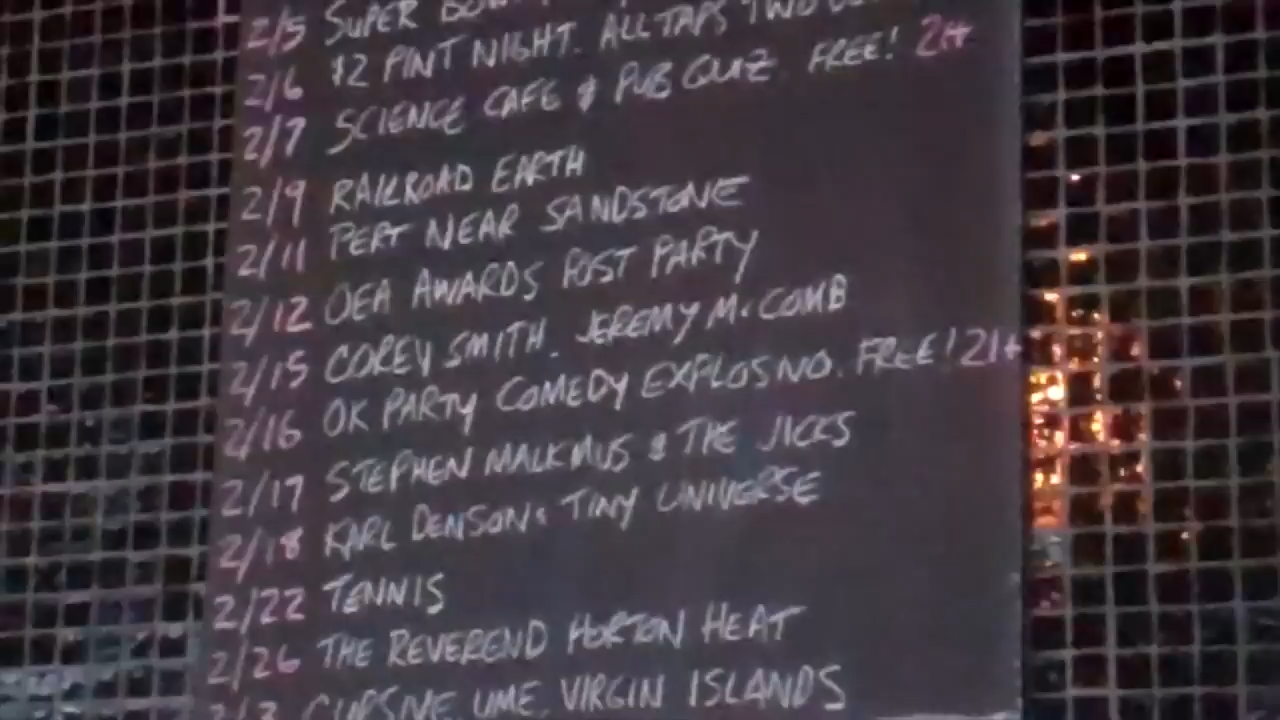 2/5 SUPER
2/6 $2 PINT NIGHT. ALL TAPS TWO
2/7 SCIENCE CAFE & PUB QUIZ. FREE! 21+
2/9 RAILROAD EARTH
2/11 PERT NEAR SANDSTONE
2/12 OEA AWARDS POST PARTY
2/15 COREY SMITH. JEREMY McCOMB
2/16 OK PARTY COMEDY EXPLOSNO. FREE! 21+
2/17 STEPHEN MALKMUS & THE JICKS
2/18 KARL DENSON'S TINY UNIVERSE
2/22 TENNIS
2/26 THE REVEREND HORTON HEAT
CURSIVE. UME. VIRGIN ISLANDS